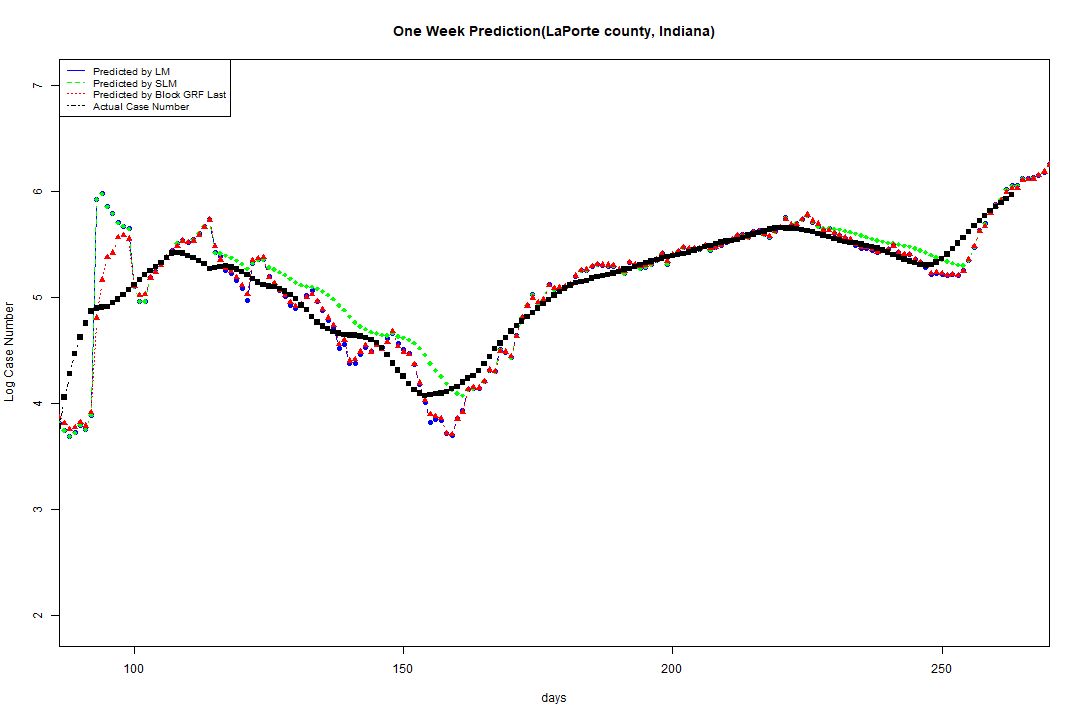 One Week Prediction(LaPorte county, Indiana)
Predicted by LM
Predicted by SLM
Predicted by Block GRF Last
Actual Case Number
Log Case Number
7
6
5
4
3
2
100
150
200
250
days